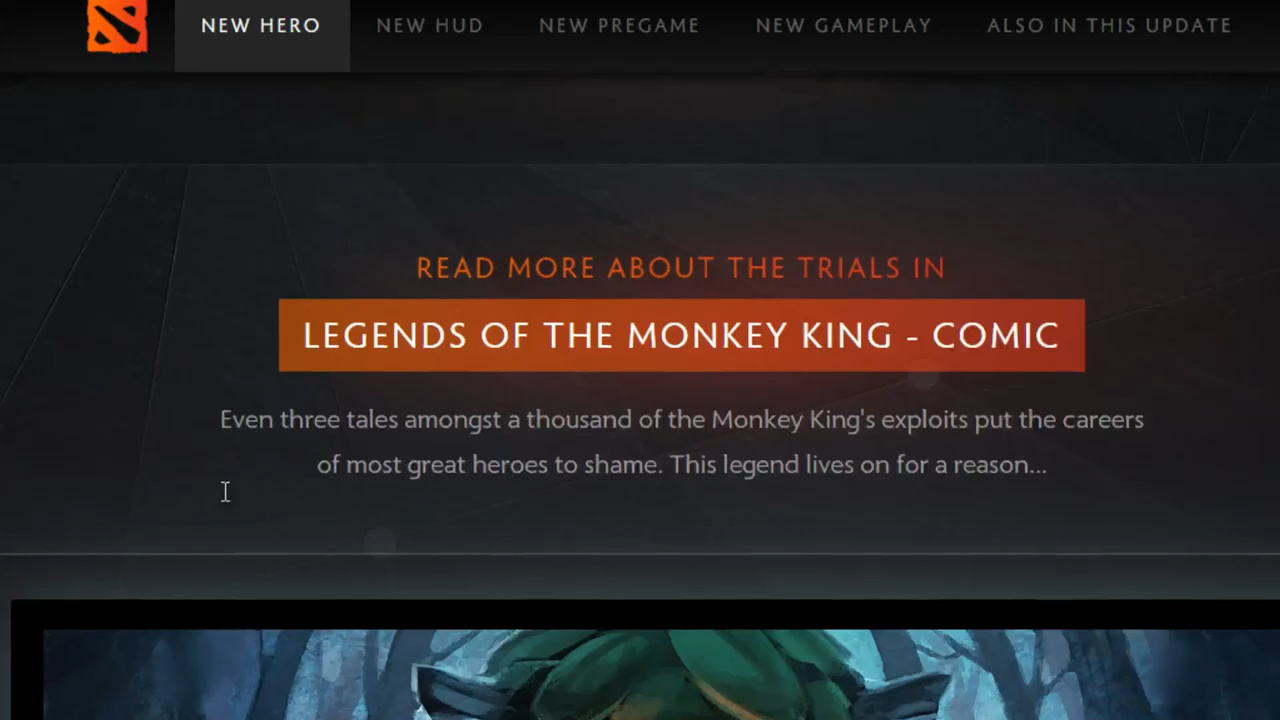 NEW HERO
NEW HUD
NEW PREGAME
NEW GAMEPLAY
ALSO IN THIS UPDATE
READ MORE ABOUT THE TRIALS IN
LEGENDS OF THE MONKEY KING - COMIC
Even three tales amongst a thousand of the Monkey King's exploits put the careers
of most great heroes to shame. This legend lives on for a reason...